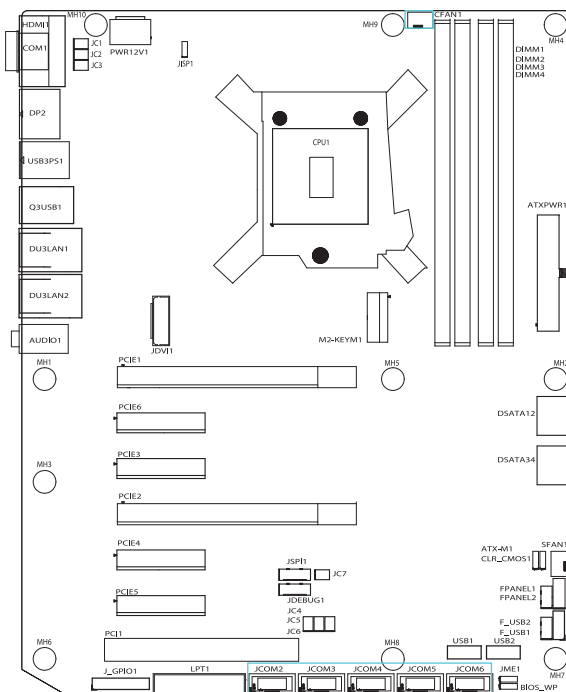 HDMI1
MH10
MH9
CFAN1
MH4
COM1
JC1
JC2
JC3
PWR12V1
JISP1
DIMM1
DIMM2
DIMM3
DIMM4
DP2
CPU1
USB3PS1
Q3USB1
ATXPWR1
DU3LAN1
DU3LAN2
AUDIO1
JDVI1
M2-KEYM1
MH1
PCIE1
MH5
MH2
PCIE6
DSATA12
PCIE3
DSATA34
MH3
PCIE2
PCIE4
ATX-M1
SFAN1
CLR_CMOS1
JSPI1
JC7
PCIE5
JDEBUG1
FPANEL1
FPANEL2
JC4
JC5
JC6
F_USB2
F_USB1
PCI1
MH6
MH8
USB1
USB2
MH7
J_GPIO1
LPT1
JCOM2
JCOM3
JCOM4
JCOM5
JCOM6
JME1
BIOS_WP